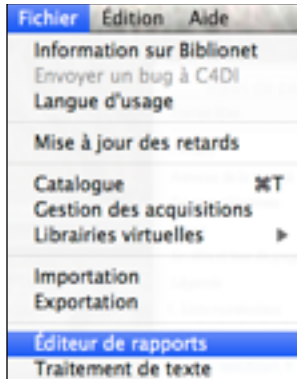 Fichier Édition Aide
Information sur Biblionet
Envoyer un bug à C4DI
Langue d'usage
Mise à jour des retards
Catalogue ⌘T
Gestion des acquisitions
Librairies virtuelles ▶
Importation
Exportation
Éditeur de rapports
Traitement de texte